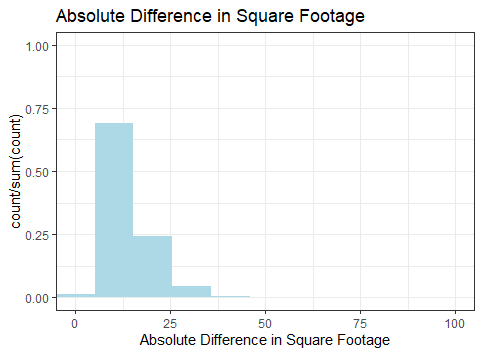 Absolute Difference in Square Footage
count/sum(count)
1.00
0.75
0.50
0.25
0.00
0 25 50 75 100
Absolute Difference in Square Footage